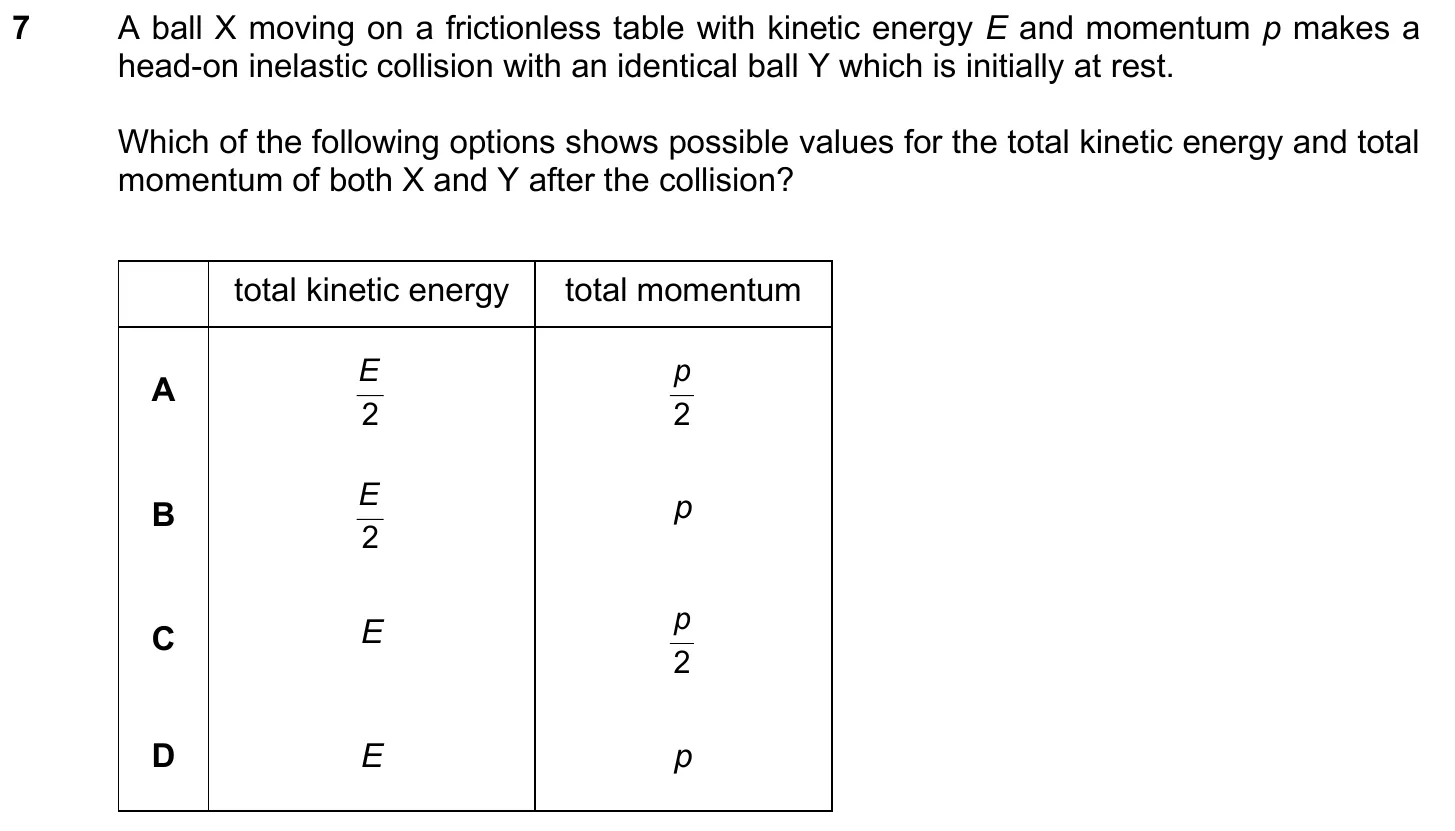 7 A ball X moving on a frictionless table with kinetic energy E and momentum p makes a
head-on inelastic collision with an identical ball Y which is initially at rest.
Which of the following options shows possible values for the total kinetic energy and total
momentum of both X and Y after the collision?
total kinetic energy total momentum
A E/2 p/2
B E/2 p
C E p/2
D E p